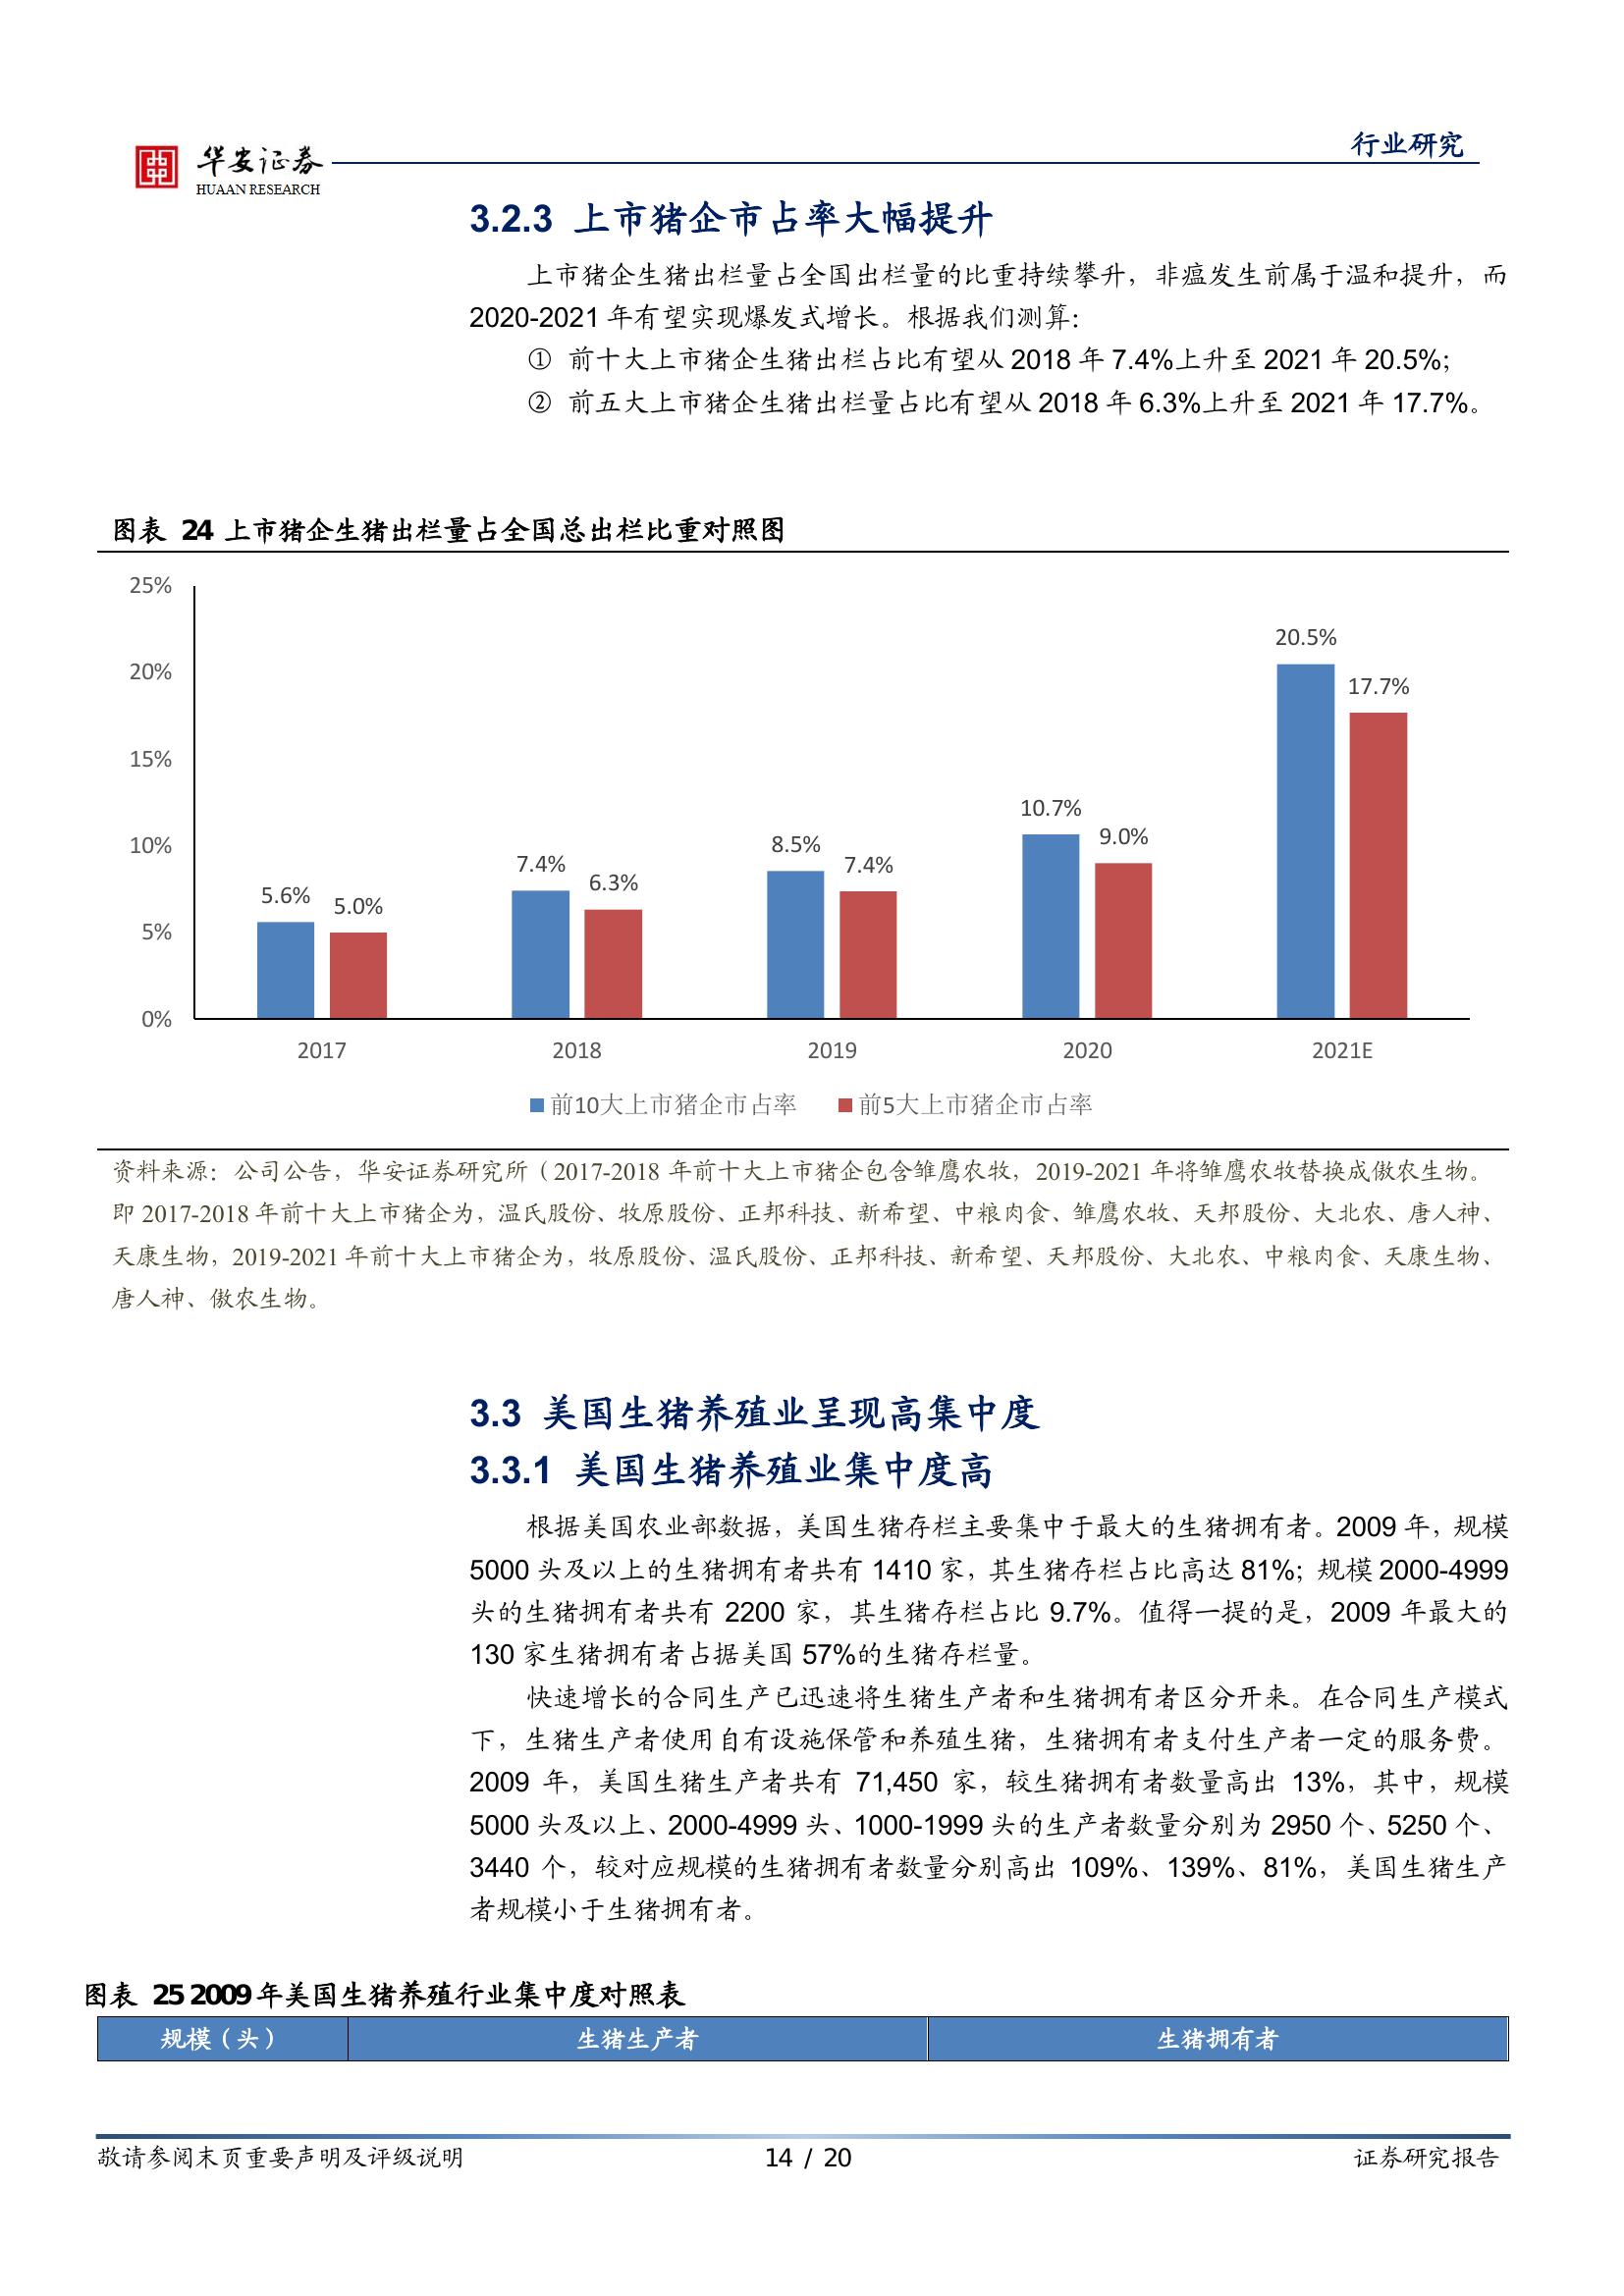 华安证券
HUAAN RESEARCH
行业研究
3.2.3 上市猪企市占率大幅提升
上市猪企生猪出栏量占全国出栏量的比重持续攀升，非瘟发生前属于温和提升，而
2020-2021 年有望实现爆发式增长。根据我们测算：
① 前十大上市猪企生猪出栏占比有望从 2018 年 7.4%上升至 2021 年 20.5%；
② 前五大上市猪企生猪出栏量占比有望从 2018 年 6.3%上升至 2021 年 17.7%。
图表 24 上市猪企生猪出栏量占全国总出栏比重对照图
25%
20%
15%
10%
5%
0%
5.6%
5.0%
7.4%
6.3%
8.5%
7.4%
10.7%
9.0%
20.5%
17.7%
2017
2018
2019
2020
2021E
前10大上市猪企市占率
前5大上市猪企市占率
资料来源：公司公告，华安证券研究所（2017-2018 年前十大上市猪企包含雏鹰农牧，2019-2021 年将雏鹰农牧替换成傲农生物。
即 2017-2018 年前十大上市猪企为，温氏股份、牧原股份、正邦科技、新希望、中粮肉食、雏鹰农牧、天邦股份、大北农、唐人神、
天康生物，2019-2021 年前十大上市猪企为，牧原股份、温氏股份、正邦科技、新希望、天邦股份、大北农、中粮肉食、天康生物、
唐人神、傲农生物。
3.3 美国生猪养殖业呈现高集中度
3.3.1 美国生猪养殖业集中度高
根据美国农业部数据，美国生猪存栏主要集中于最大的生猪拥有者。2009 年，规模
5000 头及以上的生猪拥有者共有 1410 家，其生猪存栏占比高达 81%；规模 2000-4999
头的生猪拥有者共有 2200 家，其生猪存栏占比 9.7%。值得一提的是，2009 年最大的
130 家生猪拥有者占据美国 57%的生猪存栏量。
快速增长的合同生产已迅速将生猪生产者和生猪拥有者区分开来。在合同生产模式
下，生猪生产者使用自有设施保管和养殖生猪，生猪拥有者支付生产者一定的服务费。
2009 年，美国生猪生产者共有 71,450 家，较生猪拥有者数量高出 13%，其中，规模
5000 头及以上、2000-4999 头、1000-1999 头的生产者数量分别为 2950 个、5250 个、
3440 个，较对应规模的生猪拥有者数量分别高出 109%、139%、81%，美国生猪生产
者规模小于生猪拥有者。
图表 25 2009 年美国生猪养殖行业集中度对照表
规模（头）
生猪生产者
生猪拥有者
敬请参阅末页重要声明及评级说明
14 / 20
证券研究报告